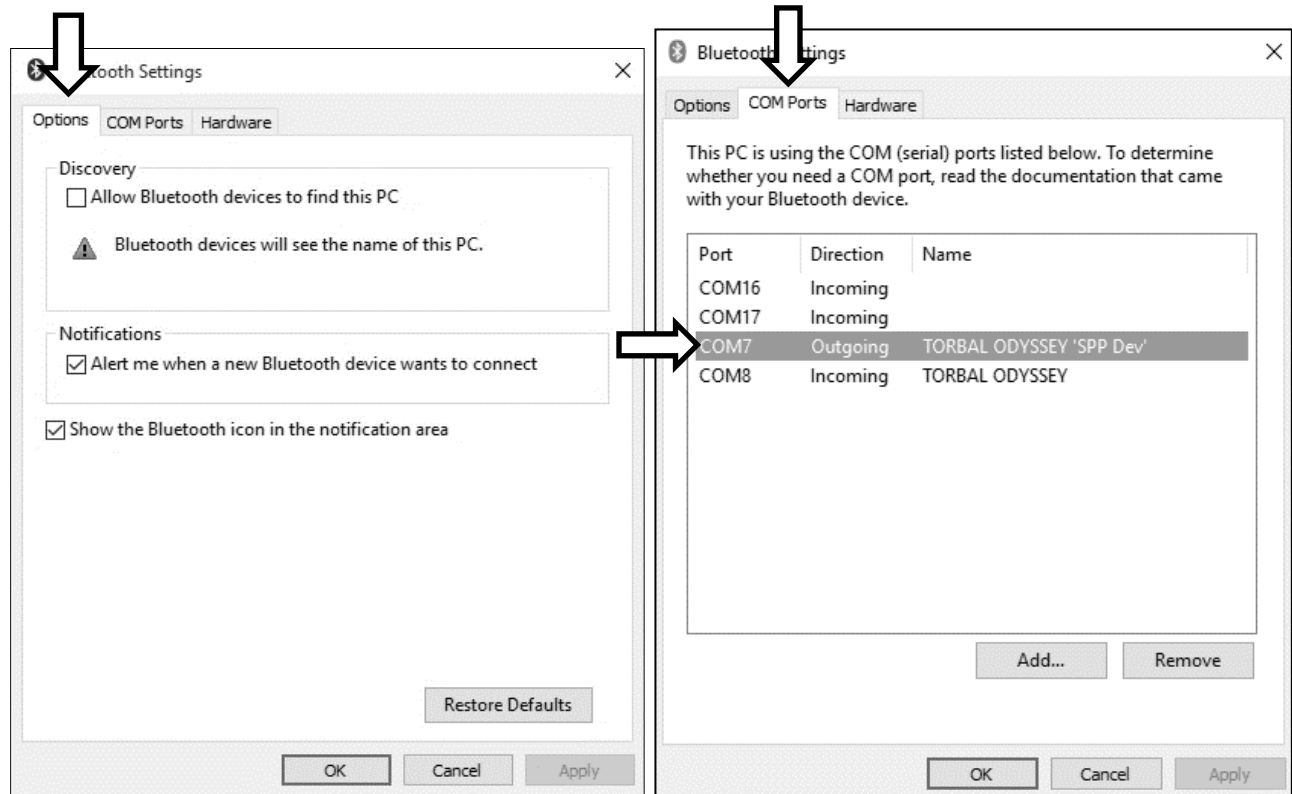 ooth Settings
Options COM Ports Hardware
Discovery
Allow Bluetooth devices to find this PC
Bluetooth devices will see the name of this PC.
Notifications
Alert me when a new Bluetooth device wants to connect
Show the Bluetooth icon in the notification area
Restore Defaults
OK Cancel Apply
Bluetooth ttings
Options COM Ports Hardware
This PC is using the COM (serial) ports listed below. To determine
whether you need a COM port, read the documentation that came
with your Bluetooth device.
Port Direction Name
COM16 Incoming
COM17 Incoming
COM7 Outgoing TORBAL ODYSSEY 'SPP Dev'
COM8 Incoming TORBAL ODYSSEY
Add... Remove
OK Cancel Apply